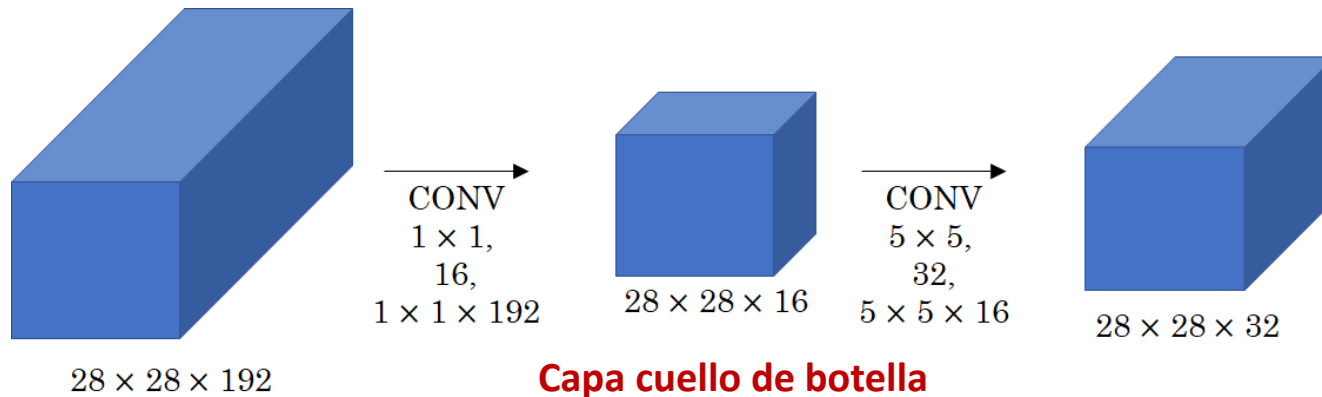 28 × 28 × 192
CONV
1 × 1,
16,
1 × 1 × 192
28 × 28 × 16
CONV
5 × 5,
32,
5 × 5 × 16
28 × 28 × 32
Capa cuello de botella